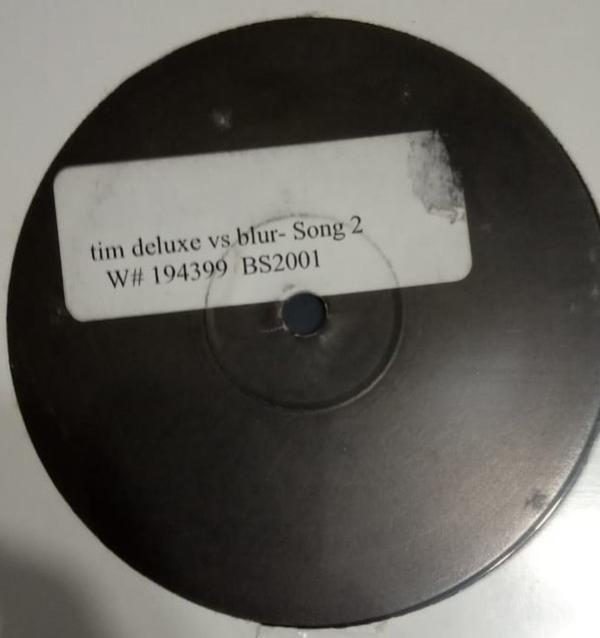 tim deluxe vs blur- Song 2
W# 194399 BS2001